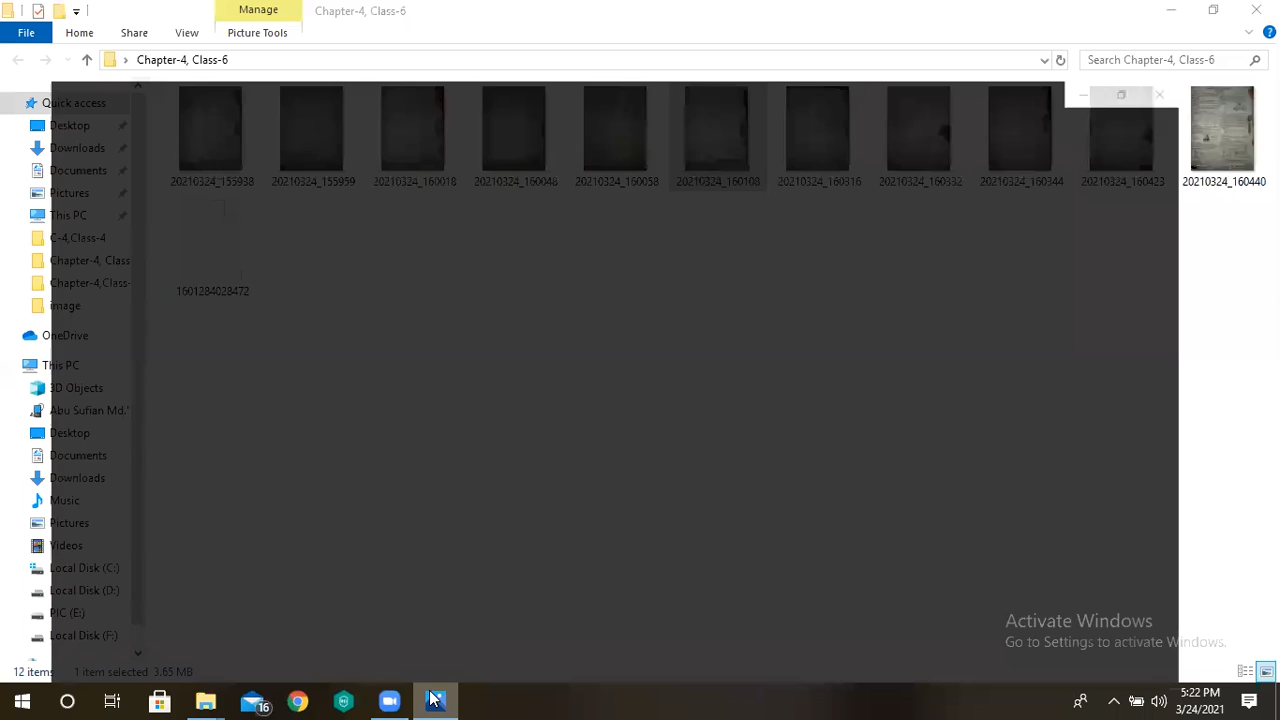 Manage
Chapter-4, Class-6
File
Home
Share
View
Picture Tools
Chapter-4, Class-6
Search Chapter-4, Class-6
Quick access
Desktop
Downloads
Documents
Pictures
This PC
C-4,Class-4
Chapter-4, Class
Chapter-4,Class-
image
OneDrive
This PC
3D Objects
Abu Sufian Md.'
Desktop
Documents
Downloads
Music
Pictures
Videos
Local Disk (C:)
Local Disk (D:)
PIC (E:)
Local Disk (F:)
20210324_155938
20210324_155959
20210324_160018
20210324_160048
20210324_160058
20210324_160108
20210324_160316
20210324_160332
20210324_160344
20210324_160423
20210324_160440
1601284028472
Activate Windows
Go to Settings to activate Windows.
12 items
1 item selected 3.65 MB
16
5:22 PM
3/24/2021